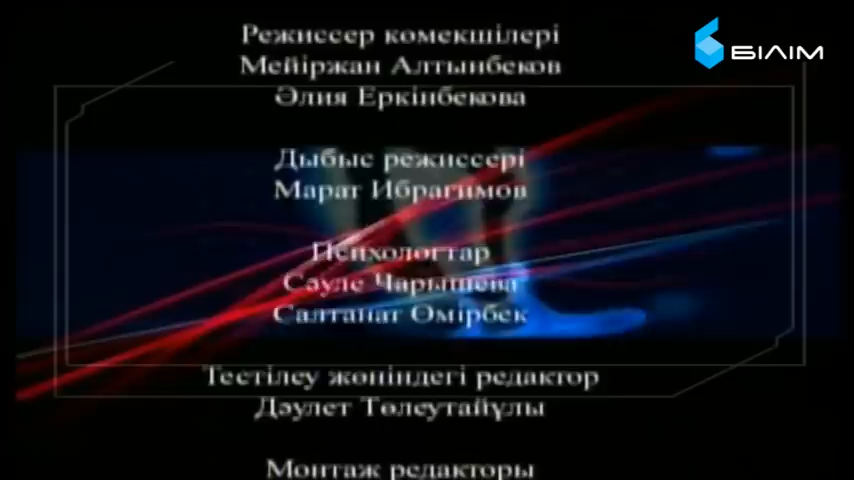 Режиссер көмекшілері
БІЛІМ
Мейіржан Алтынбеков
Әлия Еркінбекова
Дыбыс режиссері
Марат Ибрагимов
Психологтар
Сәуле Чарышева
Салтанат Өмірбек
Тестілеу жөніндегі редактор
Дәулет Төлеутайұлы
Монтаж редакторы